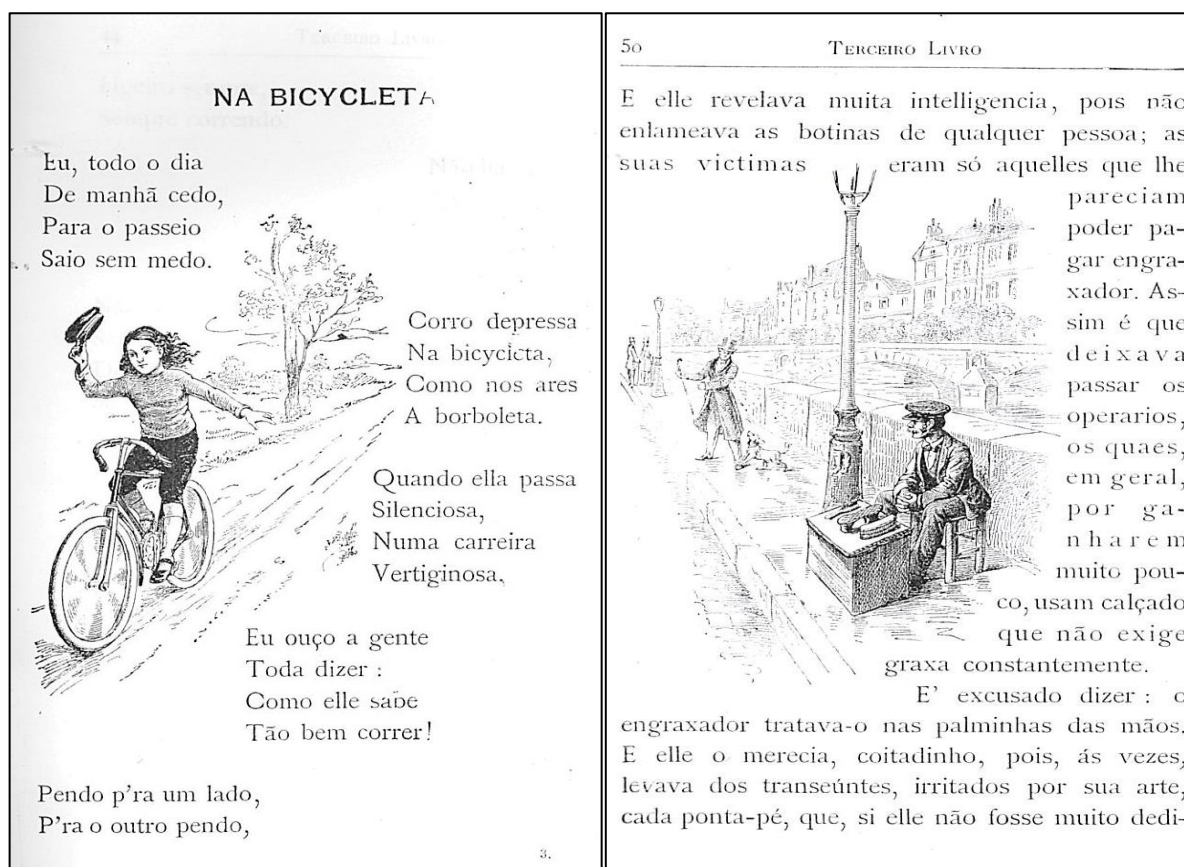 NA BICYCLETA
Eu, todo o dia
De manhã cedo,
Para o passeio
Saio sem medo.
Corro depressa
Na bicycleta,
Como nos ares
A borboleta.
Quando ella passa
Silenciosa,
Numa carreira
Vertiginosa,
Eu ouço a gente
Toda dizer :
Como elle sabe
Tão bem correr!
Pendo p'ra um lado,
P'ra o outro pendo,
3.
50 TERCEIRO LIVRO
E elle revelava muita intelligencia, pois não
enlameava as botinas de qualquer pessoa; as
suas victimas eram só aquelles que lhe
pareciam
poder pa-
gar engra-
xador. As-
sim é que
deixava
passar os
operarios,
os quaes,
em geral,
por ga-
nharem
muito pou-
co, usam calçado
que não exige
graxa constantemente.
E' excusado dizer : o
engraxador tratava-o nas palminhas das mãos.
E elle o merecia, coitadinho, pois, ás vezes,
levava dos transeúntes, irritados por sua arte,
cada ponta-pé, que, si elle não fosse muito dedi-